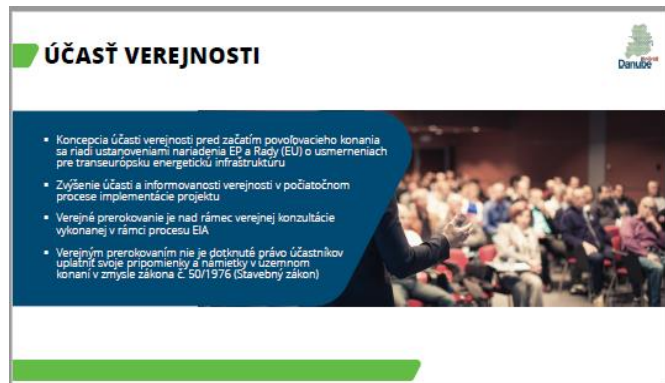 ÚČASŤ VEREJNOSTI
Danube
▪ Koncepcia účasti verejnosti pred začatím povoľovacieho konania
sa riadi ustanoveniami nariadenia EP a Rady (EÚ) o usmerneniach
pre transeurópsku energetickú infraštruktúru
▪ Zvýšenie účasti a informovanosti verejnosti v počiatočnom
procese implementácie projektu
▪ Verejné prerokovanie je nad rámec verejnej konzultácie
vykonanej v rámci procesu EIA
▪ Verejným prerokovaním nie je dotknuté právo účastníkov
uplatniť svoje pripomienky a námietky v územnom
konaní v zmysle zákona č. 50/1976 (Stavebný zákon)